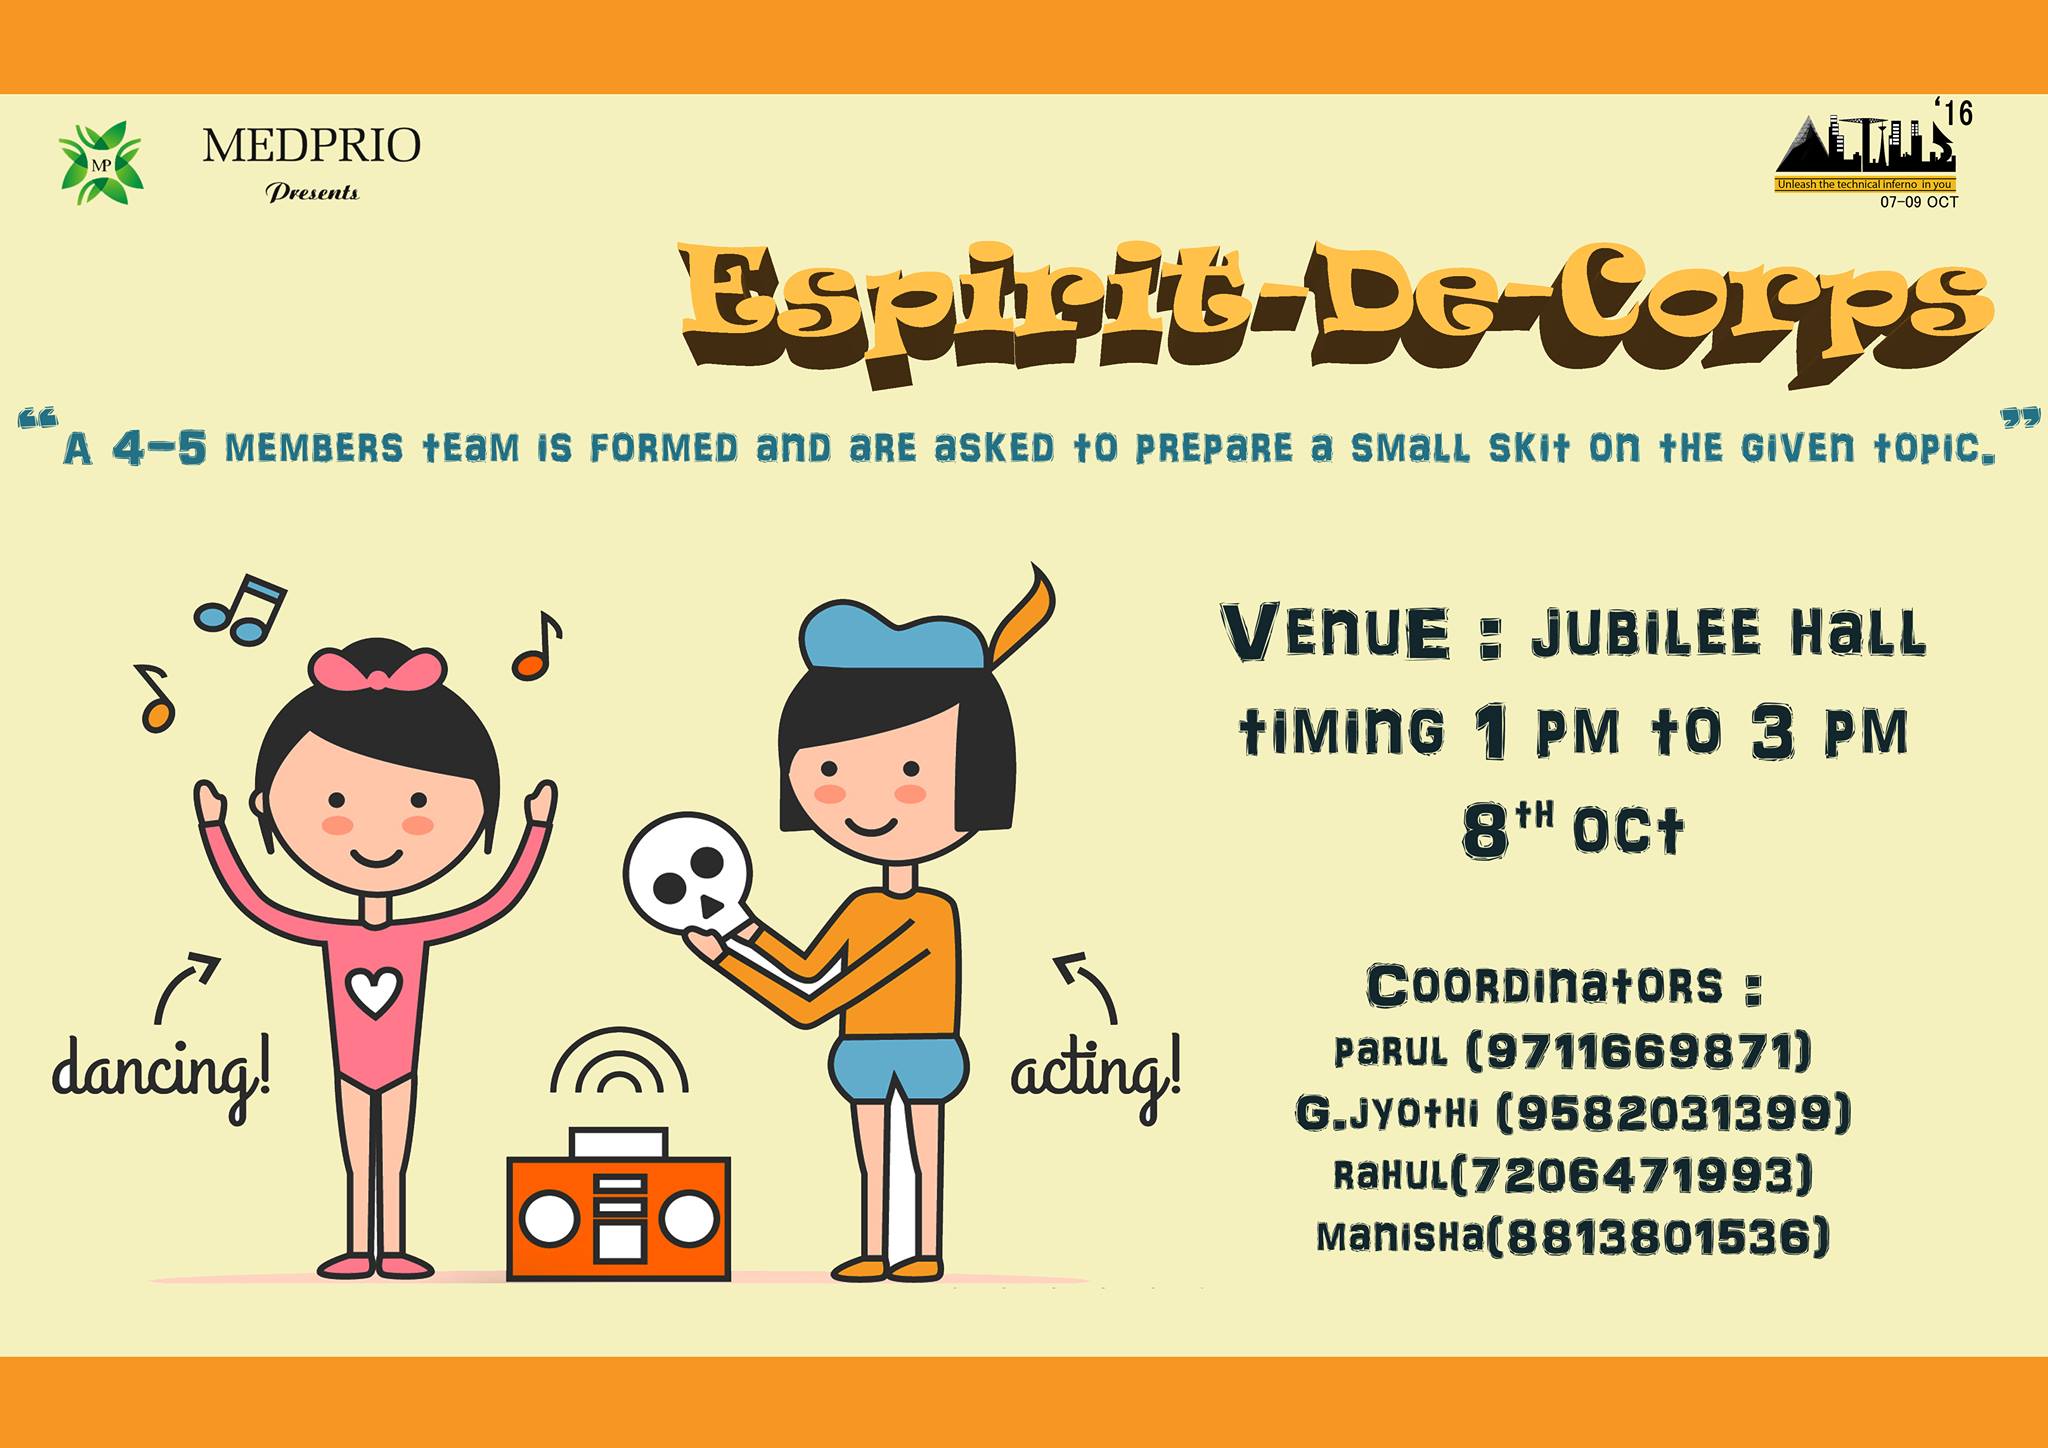 MP
MEDPRIO
Presents
ALTIUS '16
Unleash the technical inferno in you
07-09 OCT
Espirit-De-Corps
“A 4-5 members team is formed and are asked to prepare a small skit on the given topic.”
Venue : Jubilee Hall
timing 1 pm to 3 pm
8th oct
dancing!
acting!
Coordinators :
Parul (9711669871)
G.Jyothi (9582031399)
Rahul(7206471993)
Manisha(8813801536)